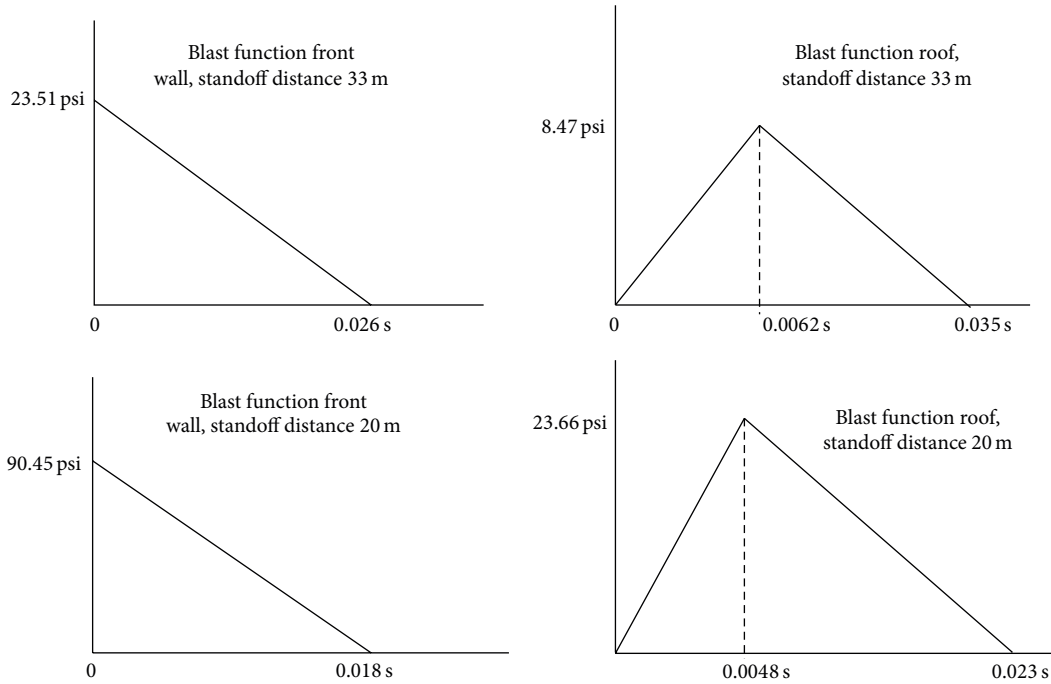 Blast function front
wall, standoff distance 33 m
23.51 psi
0
0.026 s
Blast function roof,
standoff distance 33 m
8.47 psi
0
0.0062 s
0.035 s
Blast function front
wall, standoff distance 20 m
90.45 psi
0
0.018 s
Blast function roof,
standoff distance 20 m
23.66 psi
0.0048 s
0.023 s